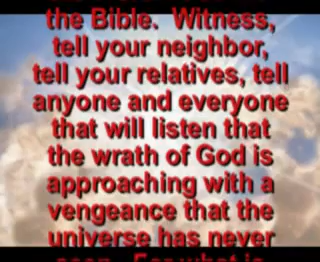 the Bible. Witness,
tell your neighbor,
tell your relatives, tell
anyone and everyone
that will listen that
the wrath of God is
approaching with a
vengeance that the
universe has never
seen. For what is